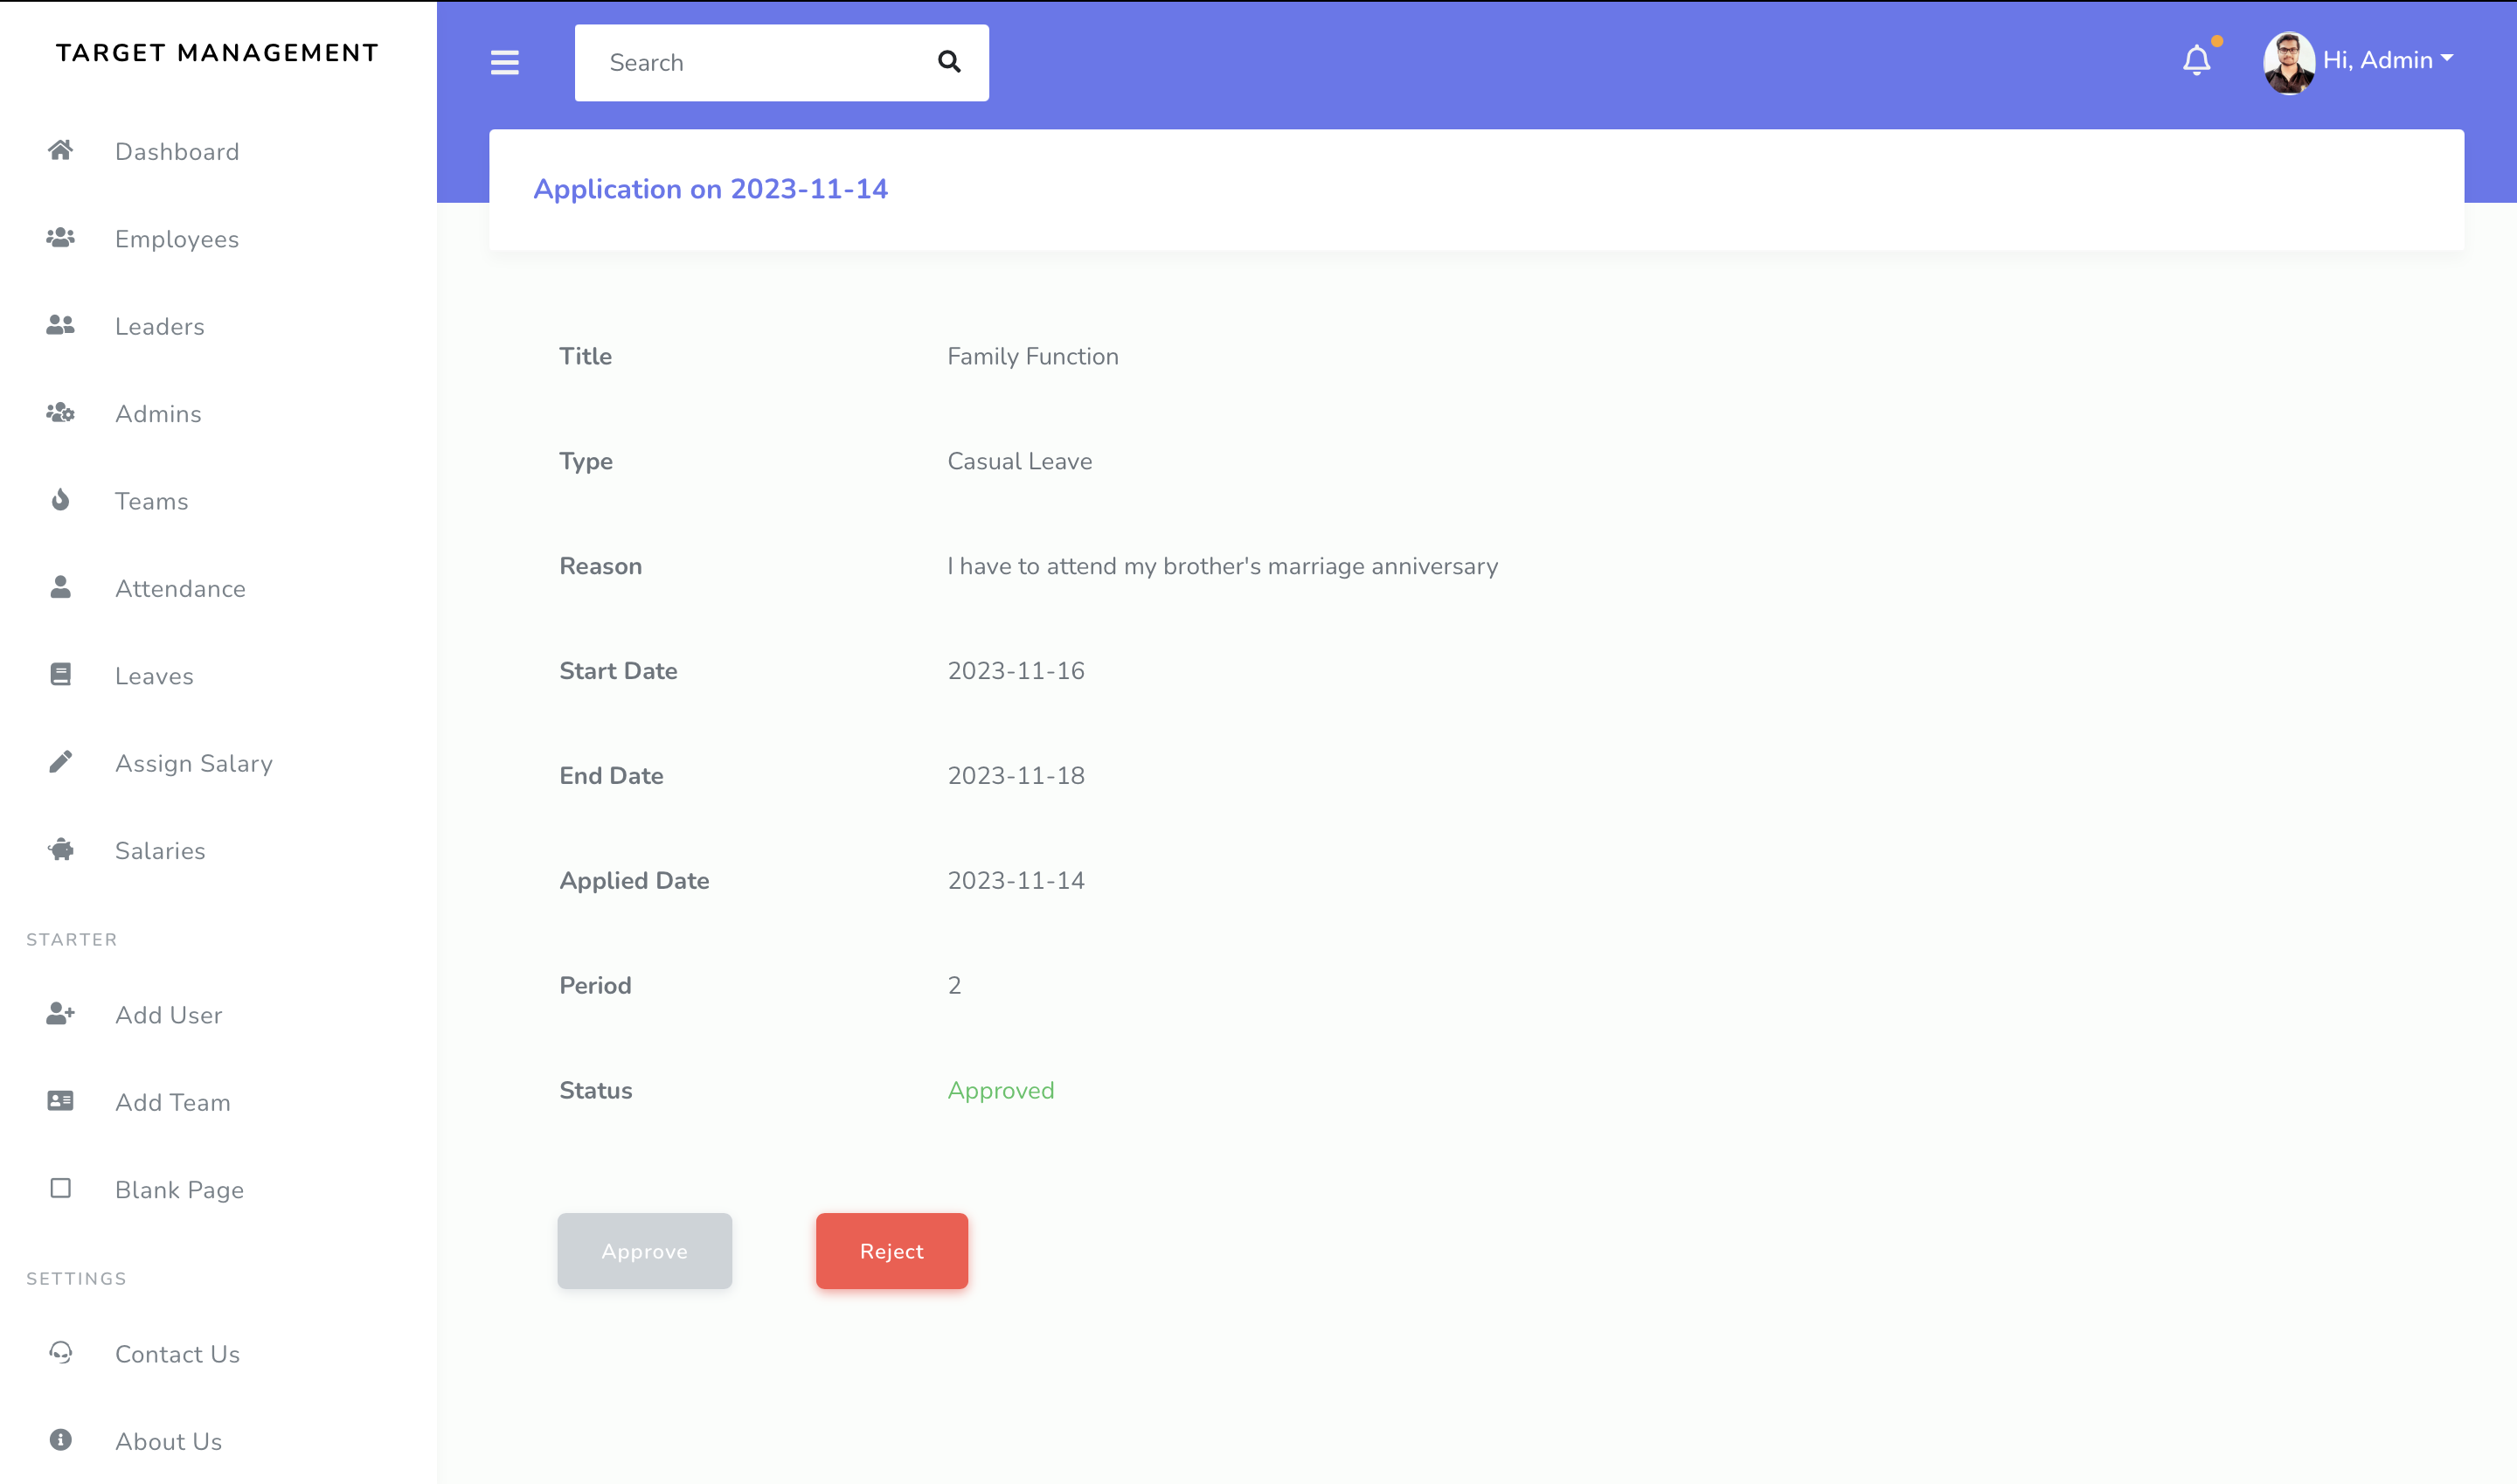 TARGET MANAGEMENT
Dashboard
Employees
Leaders
Admins
Teams
Attendance
Leaves
Assign Salary
Salaries
STARTER
Add User
Add Team
Blank Page
SETTINGS
Contact Us
About Us
Search
Hi, Admin
Application on 2023-11-14
Title Family Function
Type Casual Leave
Reason I have to attend my brother's marriage anniversary
Start Date 2023-11-16
End Date 2023-11-18
Applied Date 2023-11-14
Period 2
Status Approved
Approve Reject